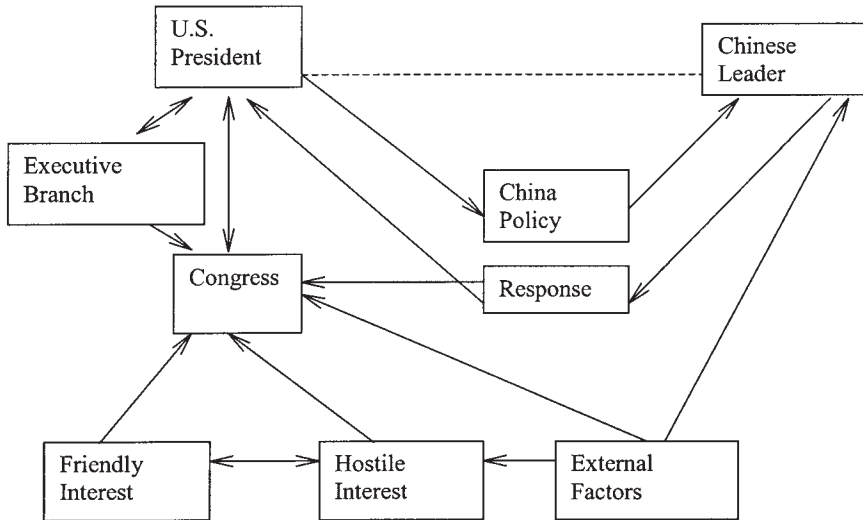 U.S.
President
Chinese
Leader
Executive
Branch
China
Policy
Congress
Response
Friendly
Interest
Hostile
Interest
External
Factors